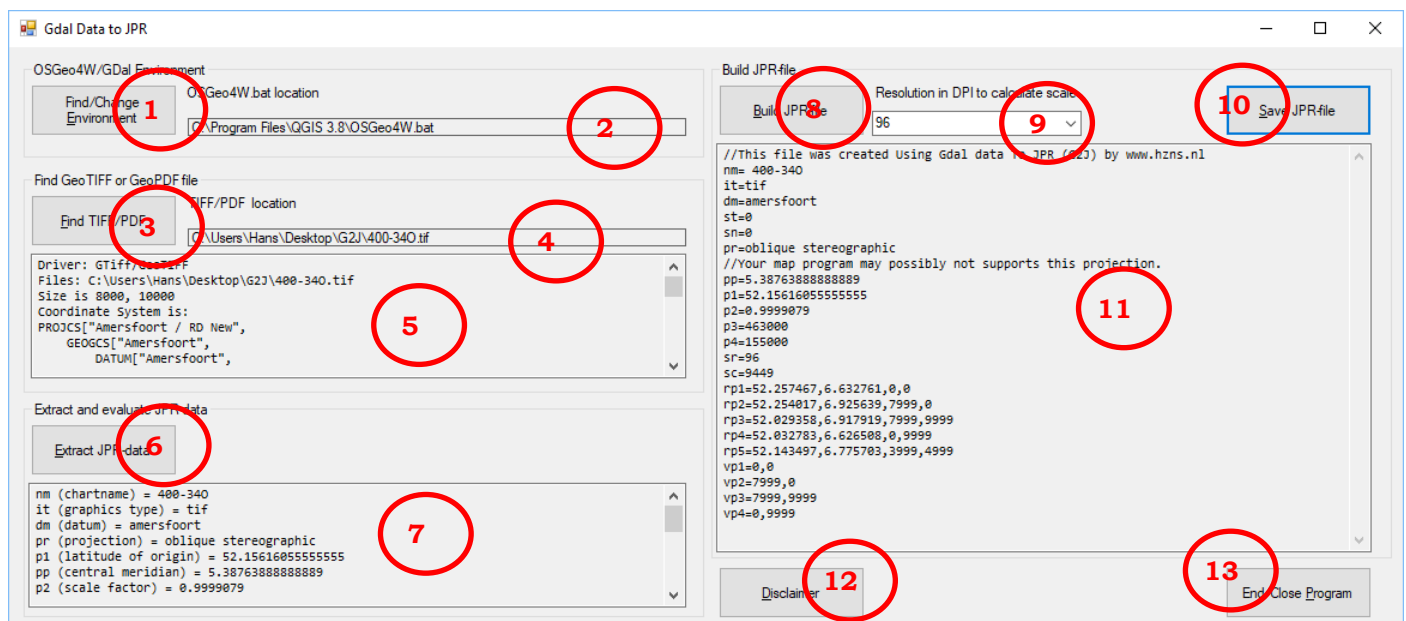 Gdal Data to JPR
OSGeo4W/GDal Environment
Find/Change
Environment
1
OSGeo4W.bat location
C:\Program Files\QGIS 3.8\OSGeo4W.bat
2
Find GeoTIFF or GeoPDF file
Find TIFF/PDF
3
TIFF/PDF location
C:\Users\Hans\Desktop\G2J\400-34O.tif
4
Driver: GTiff/GeoTIFF
Files: C:\Users\Hans\Desktop\G2J\400-34O.tif
Size is 8000, 10000
Coordinate System is:
PROJCS["Amersfoort / RD New",
GEOGCS["Amersfoort",
DATUM["Amersfoort",
5
Extract and evaluate JPR-data
Extract JPR-data
6
nm (chartname) = 400-34O
it (graphics type) = tif
dm (datum) = amersfoort
pr (projection) = oblique stereographic
p1 (latitude of origin) = 52.15616055555555
pp (central meridian) = 5.38763888888889
p2 (scale factor) = 0.9999079
7
Build JPR-file
Build JPR-file
8
Resolution in DPI to calculate scale
96
9
10
Save JPR-file
//This file was created Using Gdal data To JPR (G2J) by www.hzns.nl
nm= 400-34O
it=tif
dm=amersfoort
st=0
sn=0
pr=oblique stereographic
//Your map program may possibly not supports this projection.
pp=5.38763888888889
p1=52.15616055555555
p2=0.9999079
p3=463000
p4=155000
sr=96
sc=9449
rp1=52.257467,6.632761,0,0
rp2=52.254017,6.925639,7999,0
rp3=52.029358,6.917919,7999,9999
rp4=52.032783,6.626508,0,9999
rp5=52.143497,6.775703,3999,4999
vp1=0,0
vp2=7999,0
vp3=7999,9999
vp4=0,9999
11
Disclaimer
12
13
End/Close Program